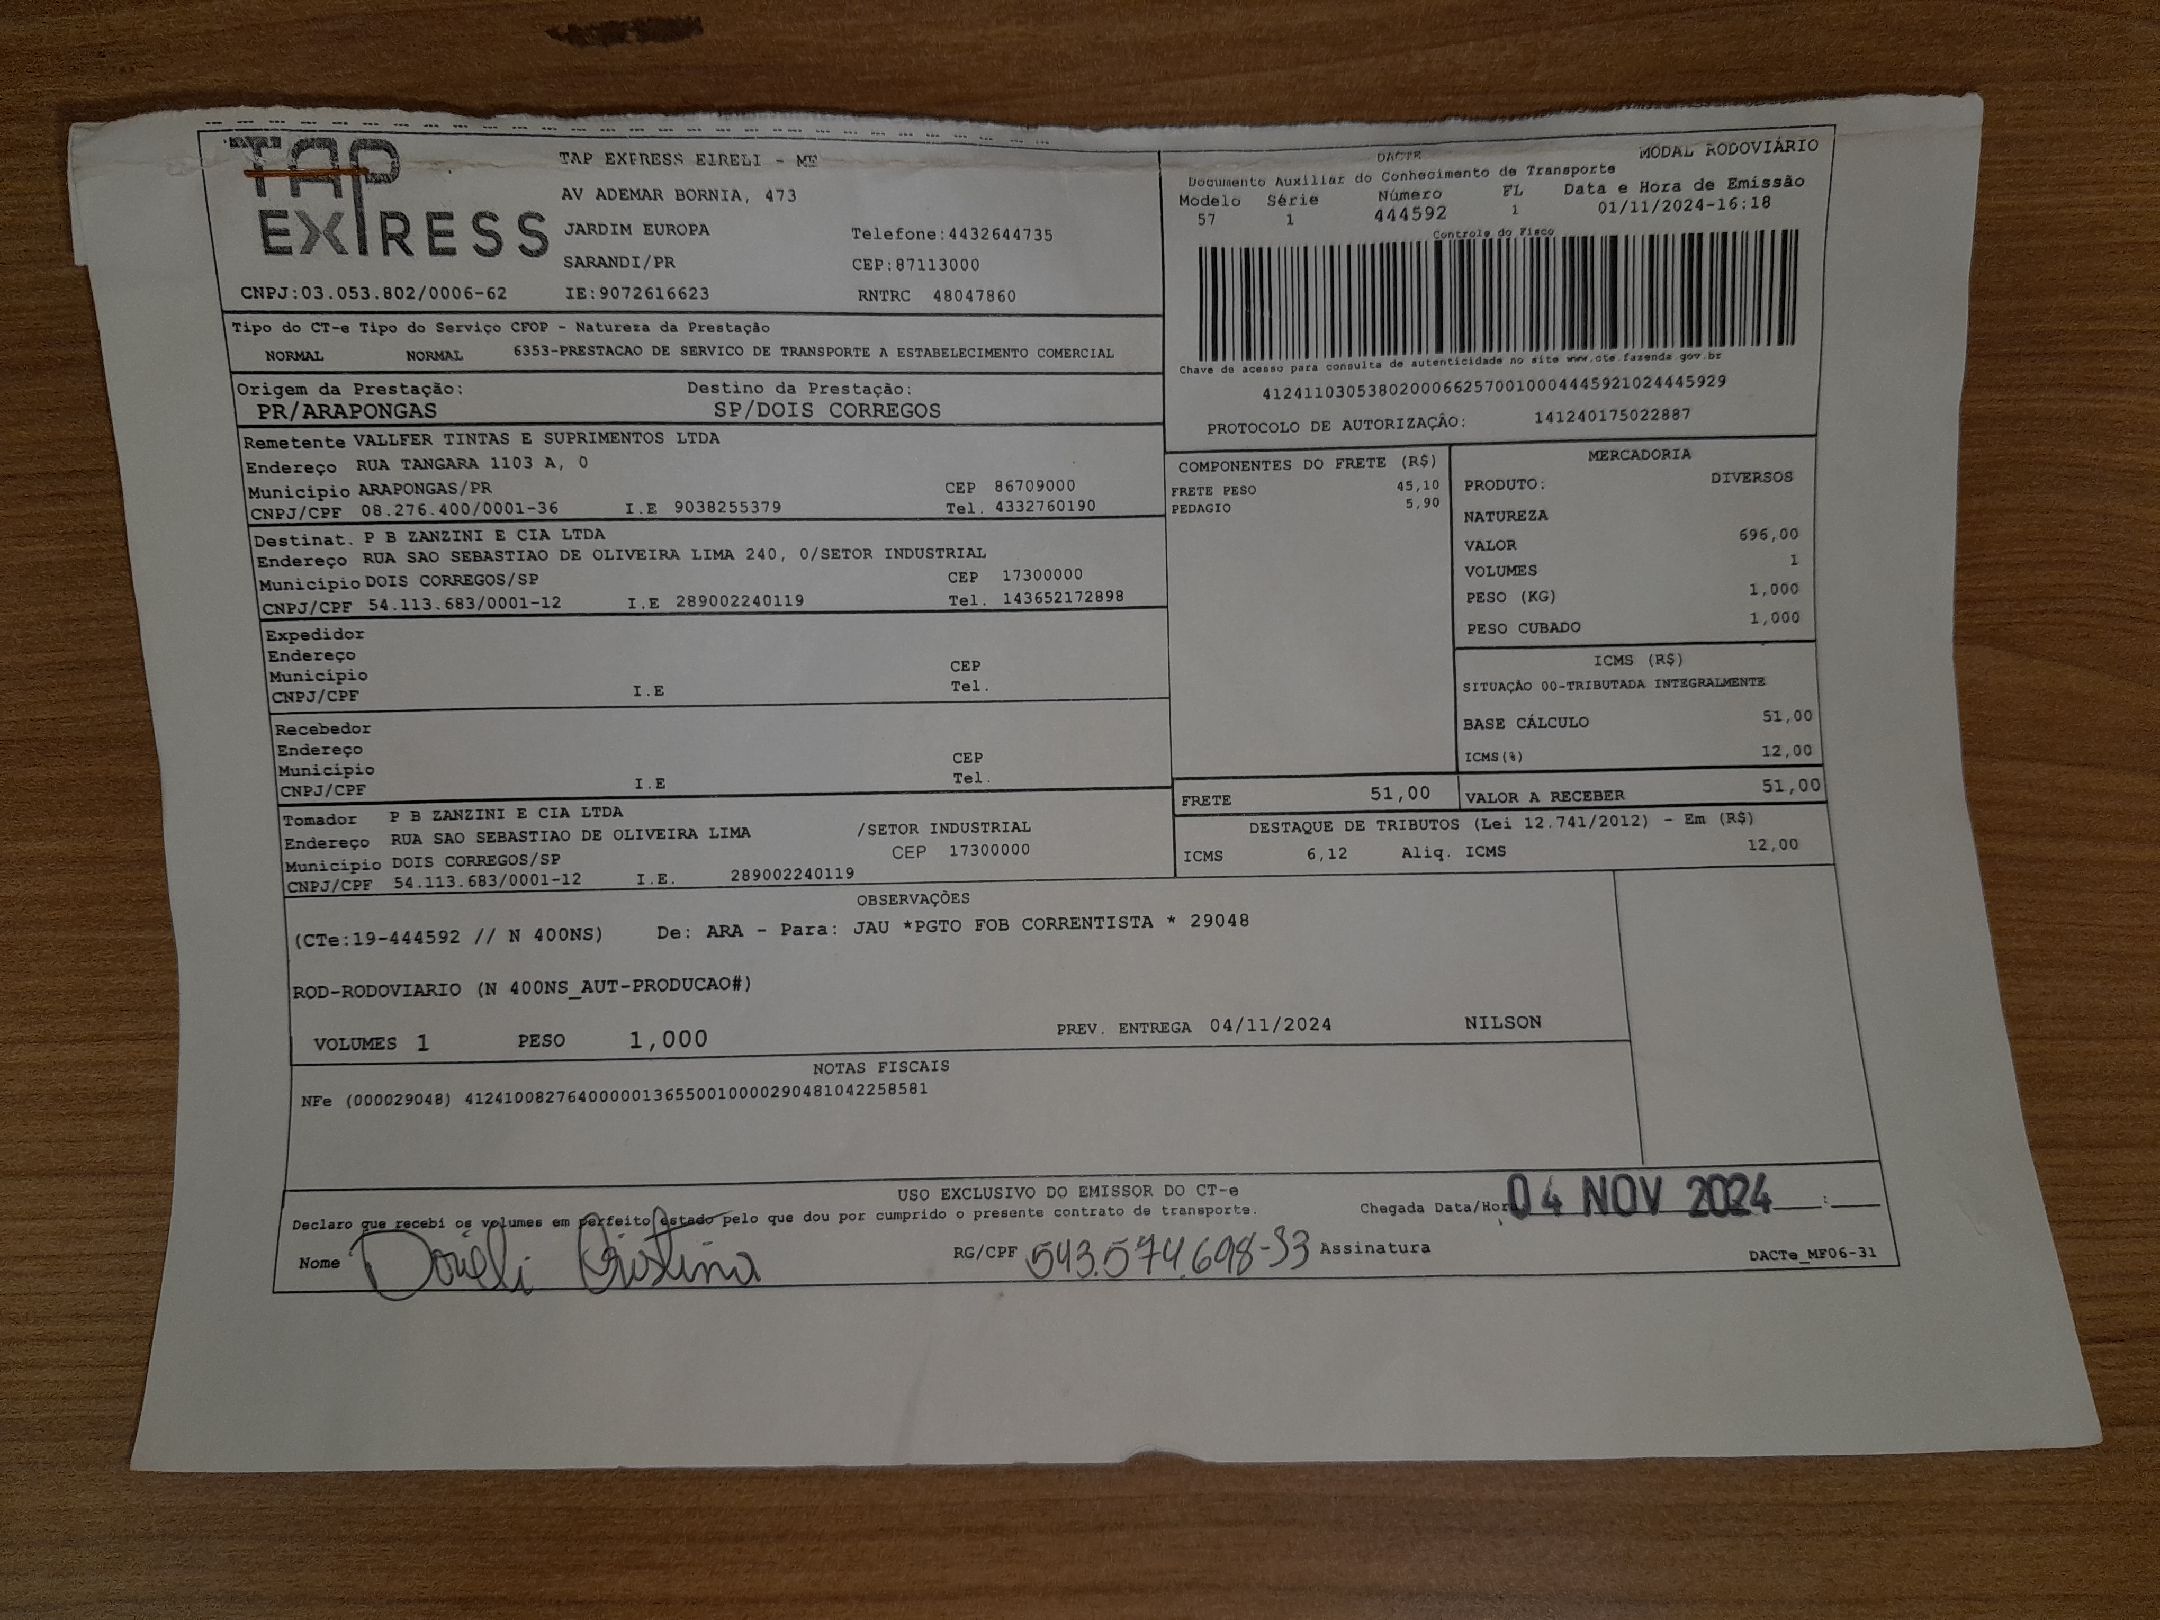 TAP EXPRESS
TAP EXPRESS EIRELI - ME
AV ADEMAR BORNIA, 473
JARDIM EUROPA Telefone:4432644735
SARANDI/PR CEP:87113000
CNPJ:03.053.802/0006-62 IE:9072616623 RNTRC 48047860
DACTE MODAL RODOVIÁRIO
Documento Auxiliar do Conhecimento de Transporte
Modelo Série Número FL Data e Hora de Emissão
57 1 444592 1 01/11/2024-16:18
Controle do Fisco
Chave de acesso para consulta de autenticidade no site www.cte.fazenda.gov.br
41241103053802000662570010004445921024445929
PROTOCOLO DE AUTORIZAÇÂO: 141240175022887
Tipo do CT-e Tipo do Serviço CFOP - Natureza da Prestação
NORMAL NORMAL 6353-PRESTACAO DE SERVICO DE TRANSPORTE A ESTABELECIMENTO COMERCIAL
Origem da Prestação: Destino da Prestação:
PR/ARAPONGAS SP/DOIS CORREGOS
Remetente VALLFER TINTAS E SUPRIMENTOS LTDA
Endereço RUA TANGARA 1103 A, 0
Município ARAPONGAS/PR CEP 86709000
CNPJ/CPF 08.276.400/0001-36 I.E 9038255379 Tel. 4332760190
Destinat. P B ZANZINI E CIA LTDA
Endereço RUA SAO SEBASTIAO DE OLIVEIRA LIMA 240, 0/SETOR INDUSTRIAL
Município DOIS CORREGOS/SP CEP 17300000
CNPJ/CPF 54.113.683/0001-12 I.E 289002240119 Tel. 143652172898
Expedidor
Endereço
Município CEP
CNPJ/CPF I.E Tel.
Recebedor
Endereço
Município CEP
CNPJ/CPF I.E Tel.
Tomador P B ZANZINI E CIA LTDA
Endereço RUA SAO SEBASTIAO DE OLIVEIRA LIMA /SETOR INDUSTRIAL
Município DOIS CORREGOS/SP CEP 17300000
CNPJ/CPF 54.113.683/0001-12 I.E. 289002240119
COMPONENTES DO FRETE (R$)
FRETE PESO 45,10
PEDAGIO 5,90
MERCADORIA
PRODUTO: DIVERSOS
NATUREZA
VALOR 696,00
VOLUMES 1
PESO (KG) 1,000
PESO CUBADO 1,000
ICMS (R$)
SITUAÇÃO 00-TRIBUTADA INTEGRALMENTE
BASE CÁLCULO 51,00
ICMS(%) 12,00
FRETE 51,00 VALOR A RECEBER 51,00
DESTAQUE DE TRIBUTOS (Lei 12.741/2012) - Em (R$)
ICMS 6,12 Aliq. ICMS 12,00
OBSERVAÇÕES
(CTe:19-444592 // N 400NS) De: ARA - Para: JAU *PGTO FOB CORRENTISTA * 29048
ROD-RODOVIARIO (N 400NS_AUT-PRODUCAO#)
VOLUMES 1 PESO 1,000 PREV. ENTREGA 04/11/2024 NILSON
NOTAS FISCAIS
NFe (000029048) 41241008276400000136550010000290481042258581
USO EXCLUSIVO DO EMISSOR DO CT-e
Declaro que recebi os volumes em perfeito estado pelo que dou por cumprido o presente contrato de transporte. Chegada Data/Hora 04 NOV 2024 :
Nome Danieli Cristina RG/CPF 543.574.698-33 Assinatura DACTe_MF06-31